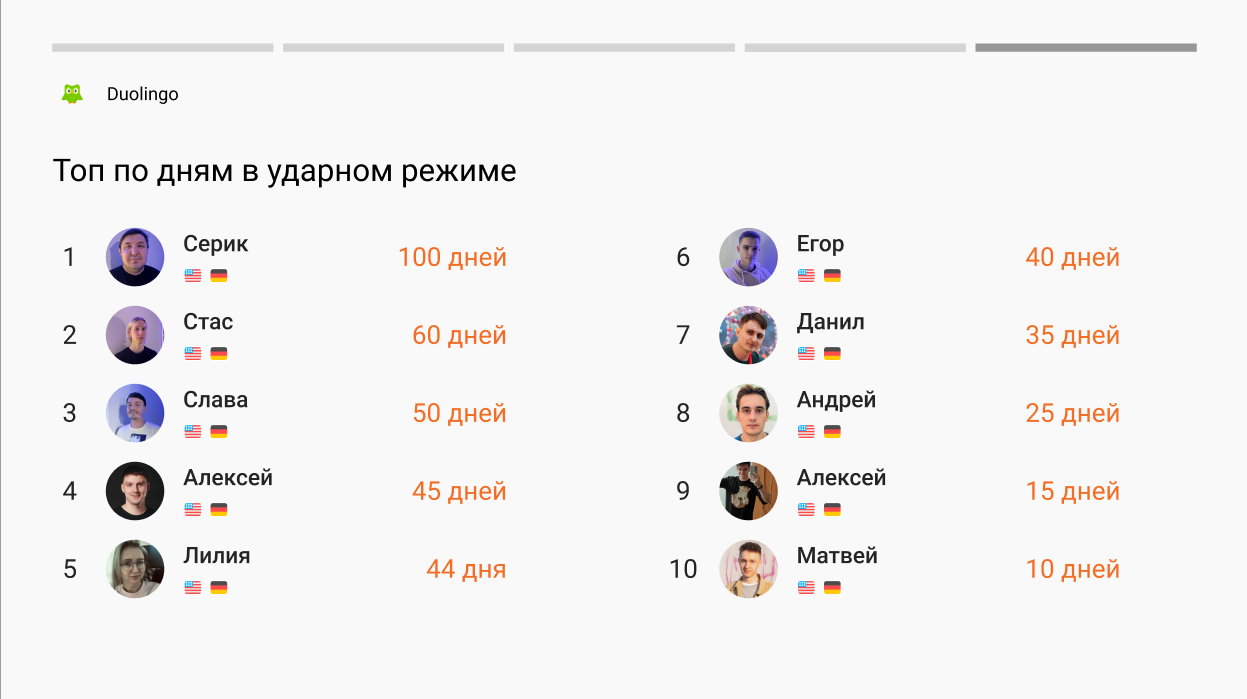 Duolingo
Топ по дням в ударном режиме
1 Серик 100 дней
2 Стас 60 дней
3 Слава 50 дней
4 Алексей 45 дней
5 Лилия 44 дня
6 Егор 40 дней
7 Данил 35 дней
8 Андрей 25 дней
9 Алексей 15 дней
10 Матвей 10 дней